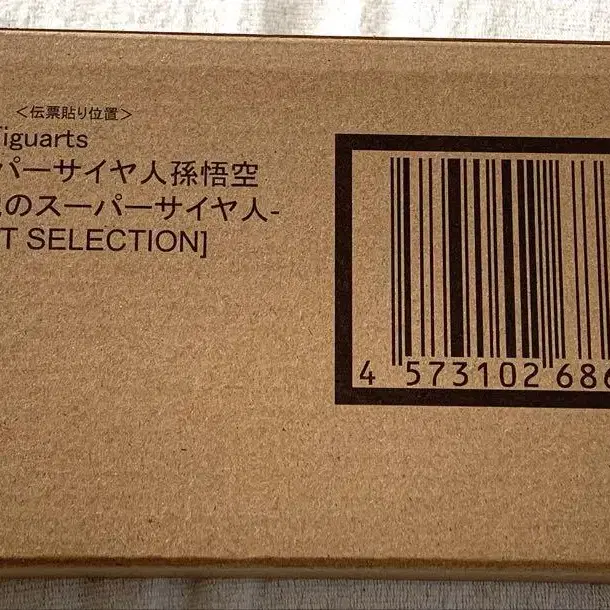 <伝票貼り位置>
iguarts
パーサイヤ人孫悟空
のスーパーサイヤ人-
T SELECTION]
4 573102 686